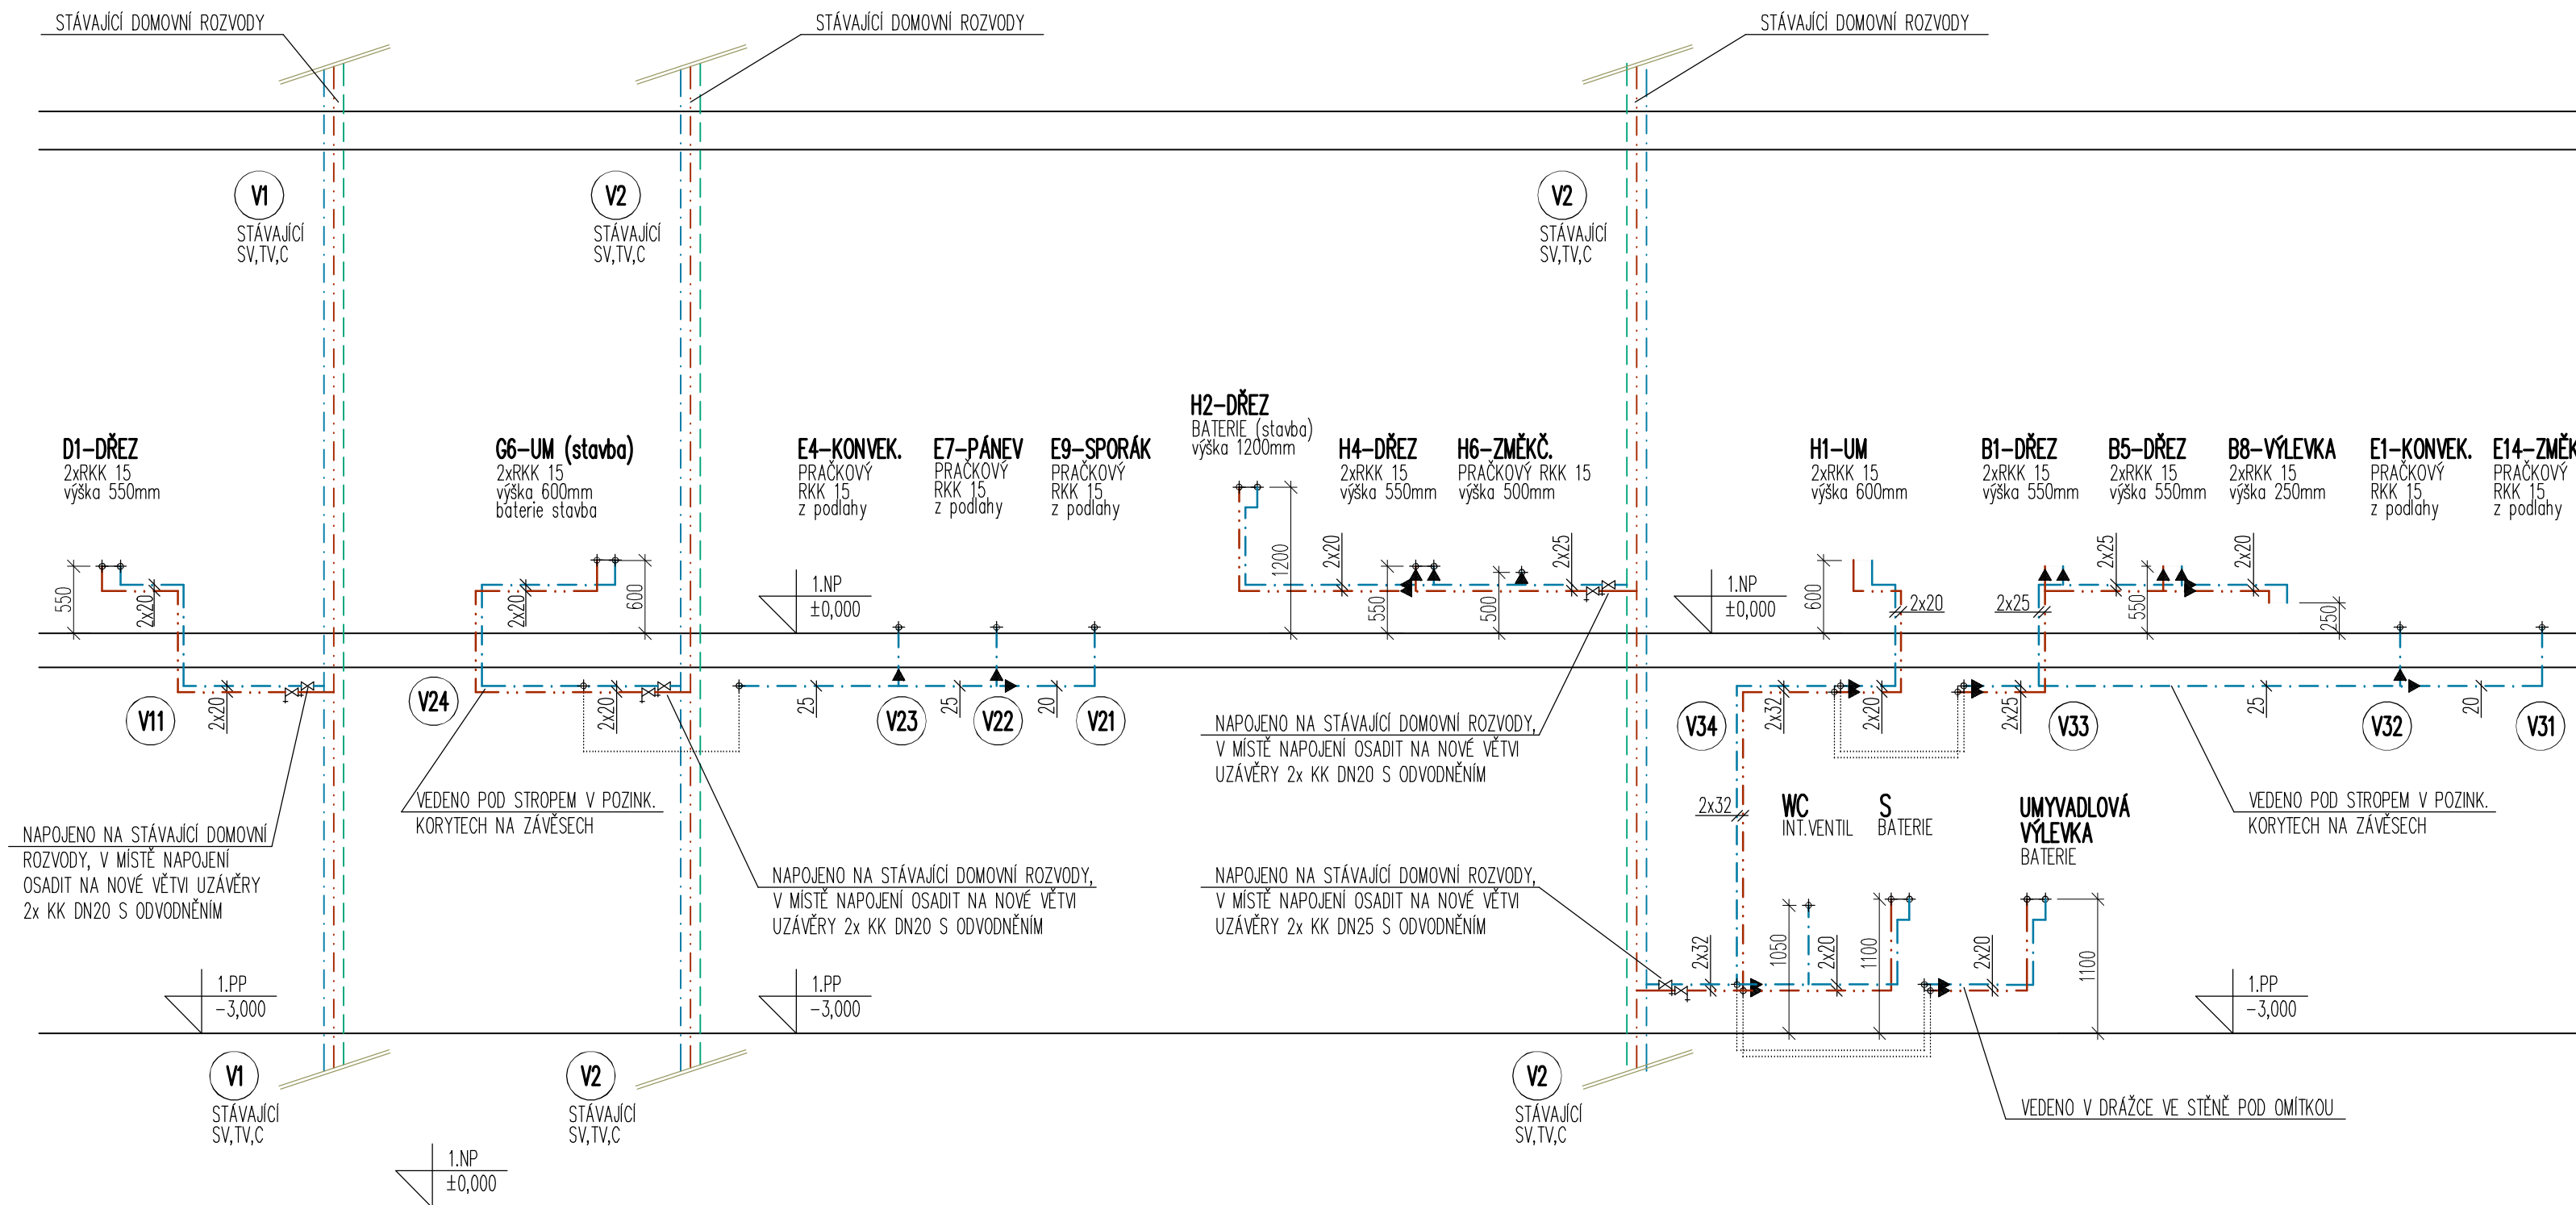 STÁVAJÍCÍ DOMOVNÍ ROZVODY
STÁVAJÍCÍ DOMOVNÍ ROZVODY
STÁVAJÍCÍ DOMOVNÍ ROZVODY
V1
STÁVAJÍCÍ
SV,TV,C
V2
STÁVAJÍCÍ
SV,TV,C
V2
STÁVAJÍCÍ
SV,TV,C
D1-DŘEZ
2xRKK 15
výška 550mm
G6-UM (stavba)
2xRKK 15
výška 600mm
baterie stavba
E4-KONVEK.
PRAČKOVÝ
RKK 15
z podlahy
E7-PÁNEV
PRAČKOVÝ
RKK 15
z podlahy
E9-SPORÁK
PRAČKOVÝ
RKK 15
z podlahy
H2-DŘEZ
BATERIE (stavba)
výška 1200mm
H4-DŘEZ
2xRKK 15
výška 550mm
H6-ZMĚKČ.
PRAČKOVÝ RKK 15
výška 500mm
H1-UM
2xRKK 15
výška 600mm
B1-DŘEZ
2xRKK 15
výška 550mm
B5-DŘEZ
2xRKK 15
výška 550mm
B8-VÝLEVKA
2xRKK 15
výška 250mm
E1-KONVEK.
PRAČKOVÝ
RKK 15
z podlahy
E14-ZMĚK
PRAČKOVÝ
RKK 15
z podlahy
550
2x20
2x20
600
1.NP
±0,000
1200
2x20
550
500
2x25
1.NP
±0,000
600
2x20
2x25
2x25
550
2x20
250
V11
2x20
V24
2x20
25
V23
25
V22
20
V21
V34
2x32
2x20
2x25
V33
25
V32
20
V31
NAPOJENO NA STÁVAJÍCÍ DOMOVNÍ ROZVODY,
V MÍSTĚ NAPOJENÍ OSADIT NA NOVÉ VĚTVI
UZÁVĚRY 2x KK DN20 S ODVODNĚNÍM
VEDENO POD STROPEM V POZINK.
KORYTECH NA ZÁVĚSECH
2x32
WC
INT.VENTIL
S
BATERIE
UMYVADLOVÁ
VÝLEVKA
BATERIE
VEDENO POD STROPEM V POZINK.
KORYTECH NA ZÁVĚSECH
NAPOJENO NA STÁVAJÍCÍ DOMOVNÍ
ROZVODY, V MÍSTĚ NAPOJENÍ
OSADIT NA NOVÉ VĚTVI UZÁVĚRY
2x KK DN20 S ODVODNĚNÍM
NAPOJENO NA STÁVAJÍCÍ DOMOVNÍ ROZVODY,
V MÍSTĚ NAPOJENÍ OSADIT NA NOVÉ VĚTVI
UZÁVĚRY 2x KK DN20 S ODVODNĚNÍM
NAPOJENO NA STÁVAJÍCÍ DOMOVNÍ ROZVODY,
V MÍSTĚ NAPOJENÍ OSADIT NA NOVÉ VĚTVI
UZÁVĚRY 2x KK DN25 S ODVODNĚNÍM
2x32
1050
2x20
1100
2x20
1100
1.PP
-3,000
1.PP
-3,000
1.PP
-3,000
V1
STÁVAJÍCÍ
SV,TV,C
V2
STÁVAJÍCÍ
SV,TV,C
V2
STÁVAJÍCÍ
SV,TV,C
VEDENO V DRÁŽCE VE STĚNĚ POD OMÍTKOU
1.NP
±0,000